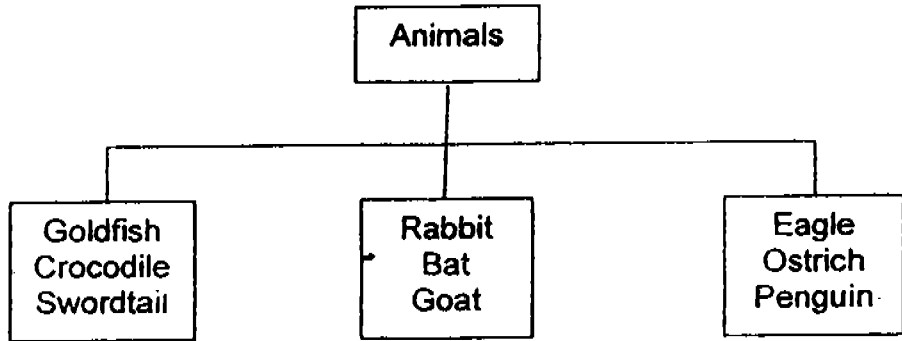 Animals
Goldfish
Crocodile
Swordtail
Rabbit
Bat
Goat
Eagle
Ostrich
Penguin